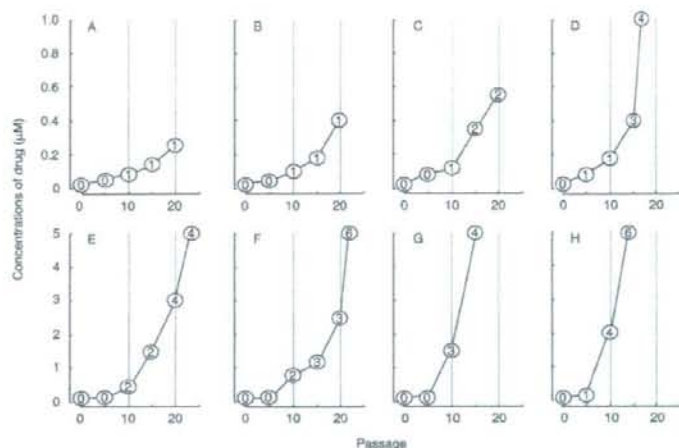 Concentrations of drug (μM)
1.0
0.8
0.6
0.4
0.2
0
A
0 0 1 1 1
0 10 20
B
0 0 1 1 1
0 10 20
C
0 0 1 2 2
0 10 20
D
0 1 1 3 4
0 10 20
5
4
3
2
1
0
E
0 0 2 2 4 4
0 10 20
F
0 0 2 3 3 6
0 10 20
G
0 0 3 4
0 10 20
H
0 1 4 6
0 10 20
Passage